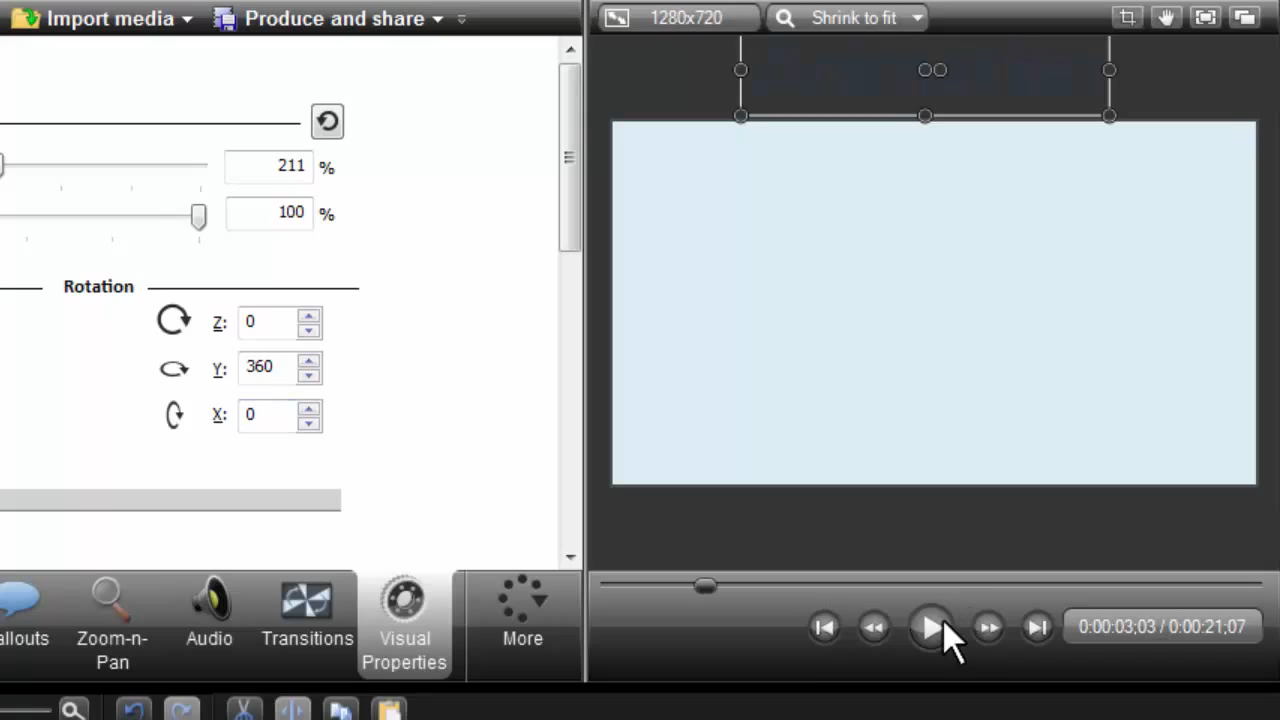 Import media
Produce and share
1280x720
Shrink to fit
211 %
100 %
Rotation
Z: 0
Y: 360
X: 0
allouts
Zoom-n-
Pan
Audio
Transitions
Visual
Properties
More
0:00:03;03 / 0:00:21;07